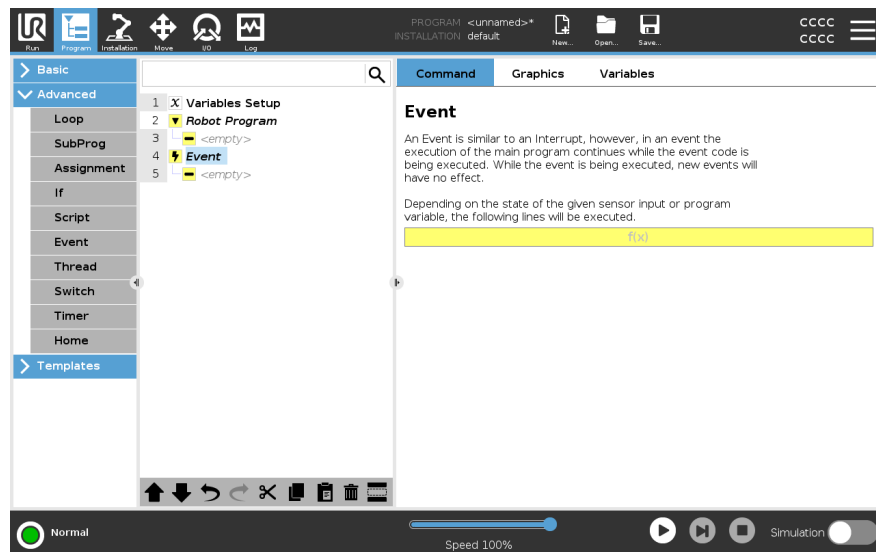 UR
PROGRAM <unnamed>*
INSTALLATION default
CCCC
CCCC
Run
Program
Installation
Move
I/O
Log
New...
Open...
Save...
Basic
Advanced
Loop
SubProg
Assignment
If
Script
Event
Thread
Switch
Timer
Home
Templates
1 X Variables Setup
2 Robot Program
3 <empty>
4 Event
5 <empty>
Command
Graphics
Variables
Event
An Event is similar to an Interrupt, however, in an event the
execution of the main program continues while the event code is
being executed. While the event is being executed, new events will
have no effect.
Depending on the state of the given sensor input or program
variable, the following lines will be executed.
f(x)
Normal
Speed 100%
Simulation